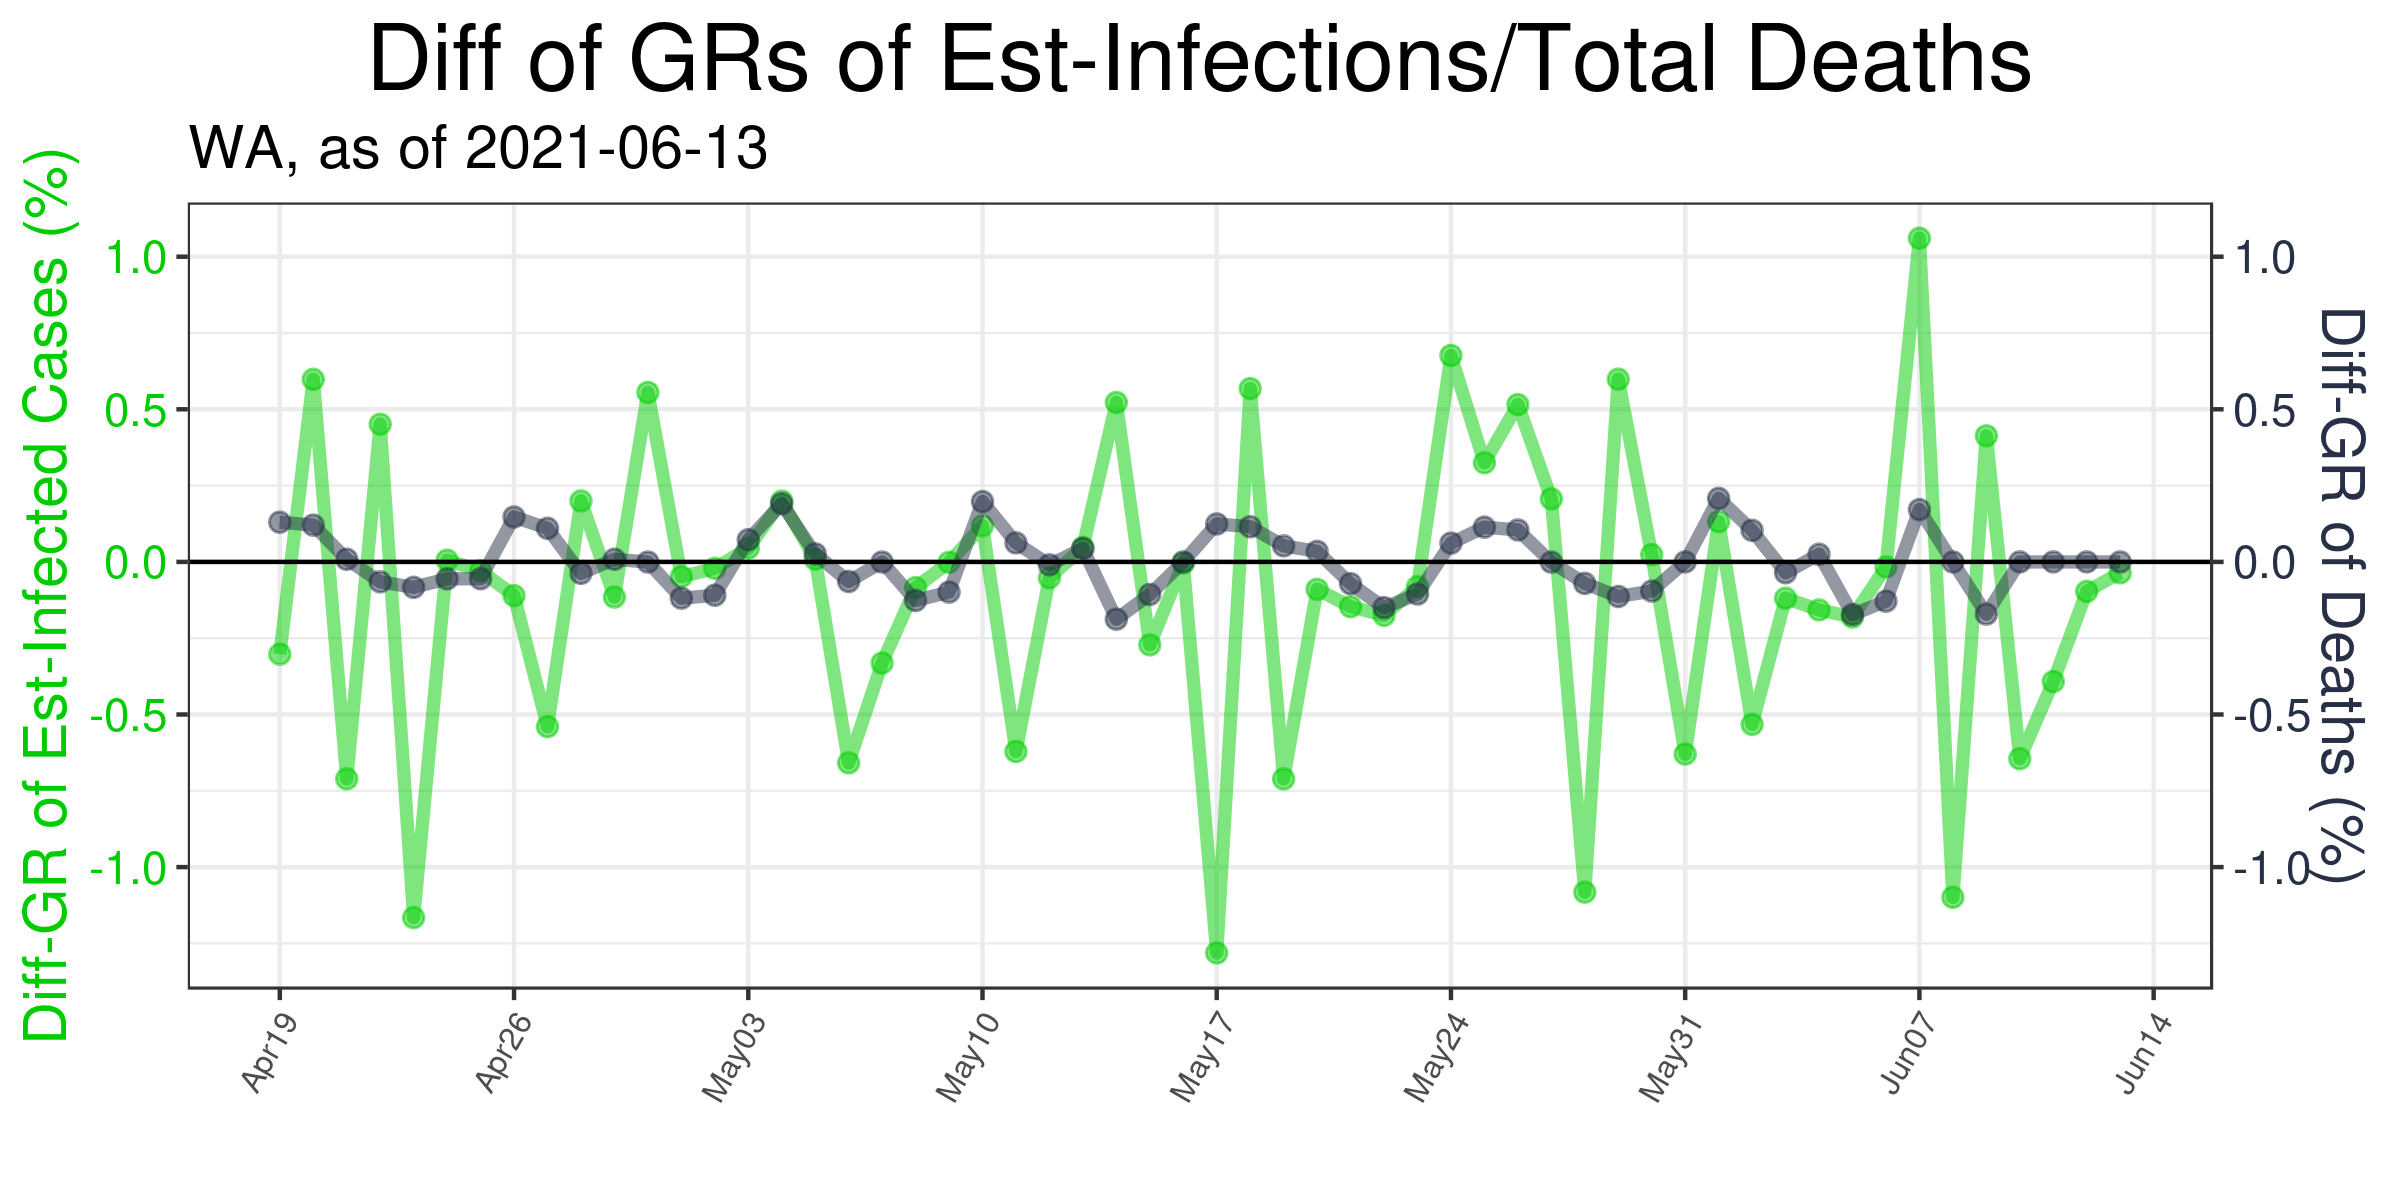 Diff of GRs of Est-Infections/Total Deaths
WA, as of 2021-06-13
Diff-GR of Est-Infected Cases (%)
1.0
0.5
0.0
-0.5
-1.0
1.0
0.5
0.0
-0.5
-1.0
Diff-GR of Deaths (%)
Apr19
Apr26
May03
May10
May17
May24
May31
Jun07
Jun14